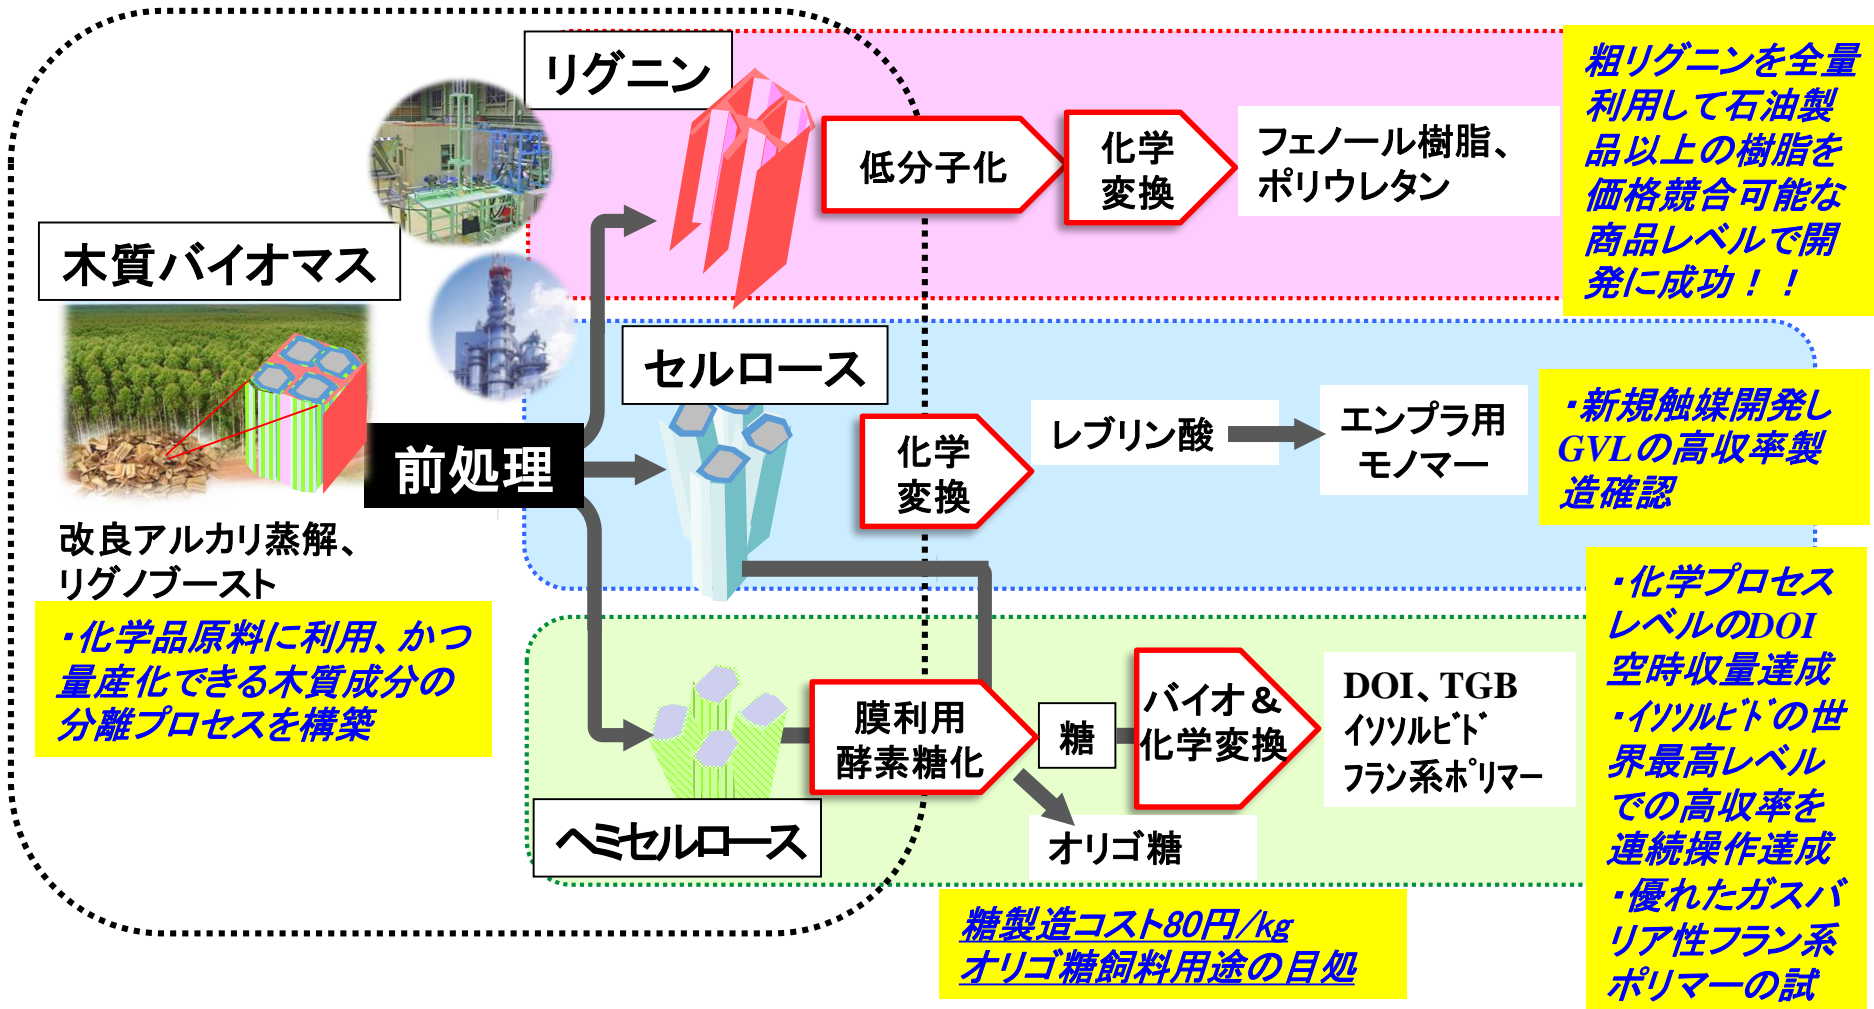 木質バイオマス
前処理
改良アルカリ蒸解、
リグノブースト
・化学品原料に利用、かつ
量産化できる木質成分の
分離プロセスを構築
リグニン
低分子化
化学
変換
フェノール樹脂、
ポリウレタン
粗リグニンを全量
利用して石油製
品以上の樹脂を
価格競合可能な
商品レベルで開
発に成功！！
セルロース
化学
変換
レブリン酸
エンプラ用
モノマー
・新規触媒開発し
GVLの高収率製
造確認
ヘミセルロース
膜利用
酵素糖化
糖
バイオ＆
化学変換
DOI、TGB
イソソルビド
フラン系ポリマー
オリゴ糖
糖製造コスト80円/kg
オリゴ糖飼料用途の目処
・化学プロセス
レベルのDOI
空時収量達成
・イソソルビドの世
界最高レベル
での高収率を
連続操作達成
・優れたガスバ
リア性フラン系
ポリマーの試